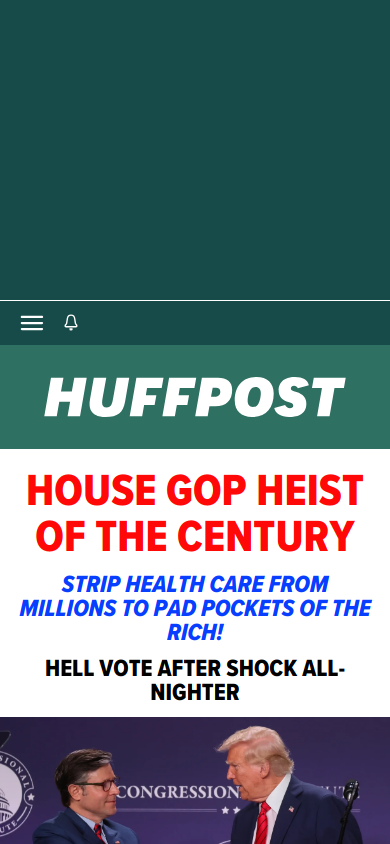 HUFFPOST
HOUSE GOP HEIST
OF THE CENTURY
STRIP HEALTH CARE FROM
MILLIONS TO PAD POCKETS OF THE
RICH!
HELL VOTE AFTER SHOCK ALL-
NIGHTER
CONGRESSION